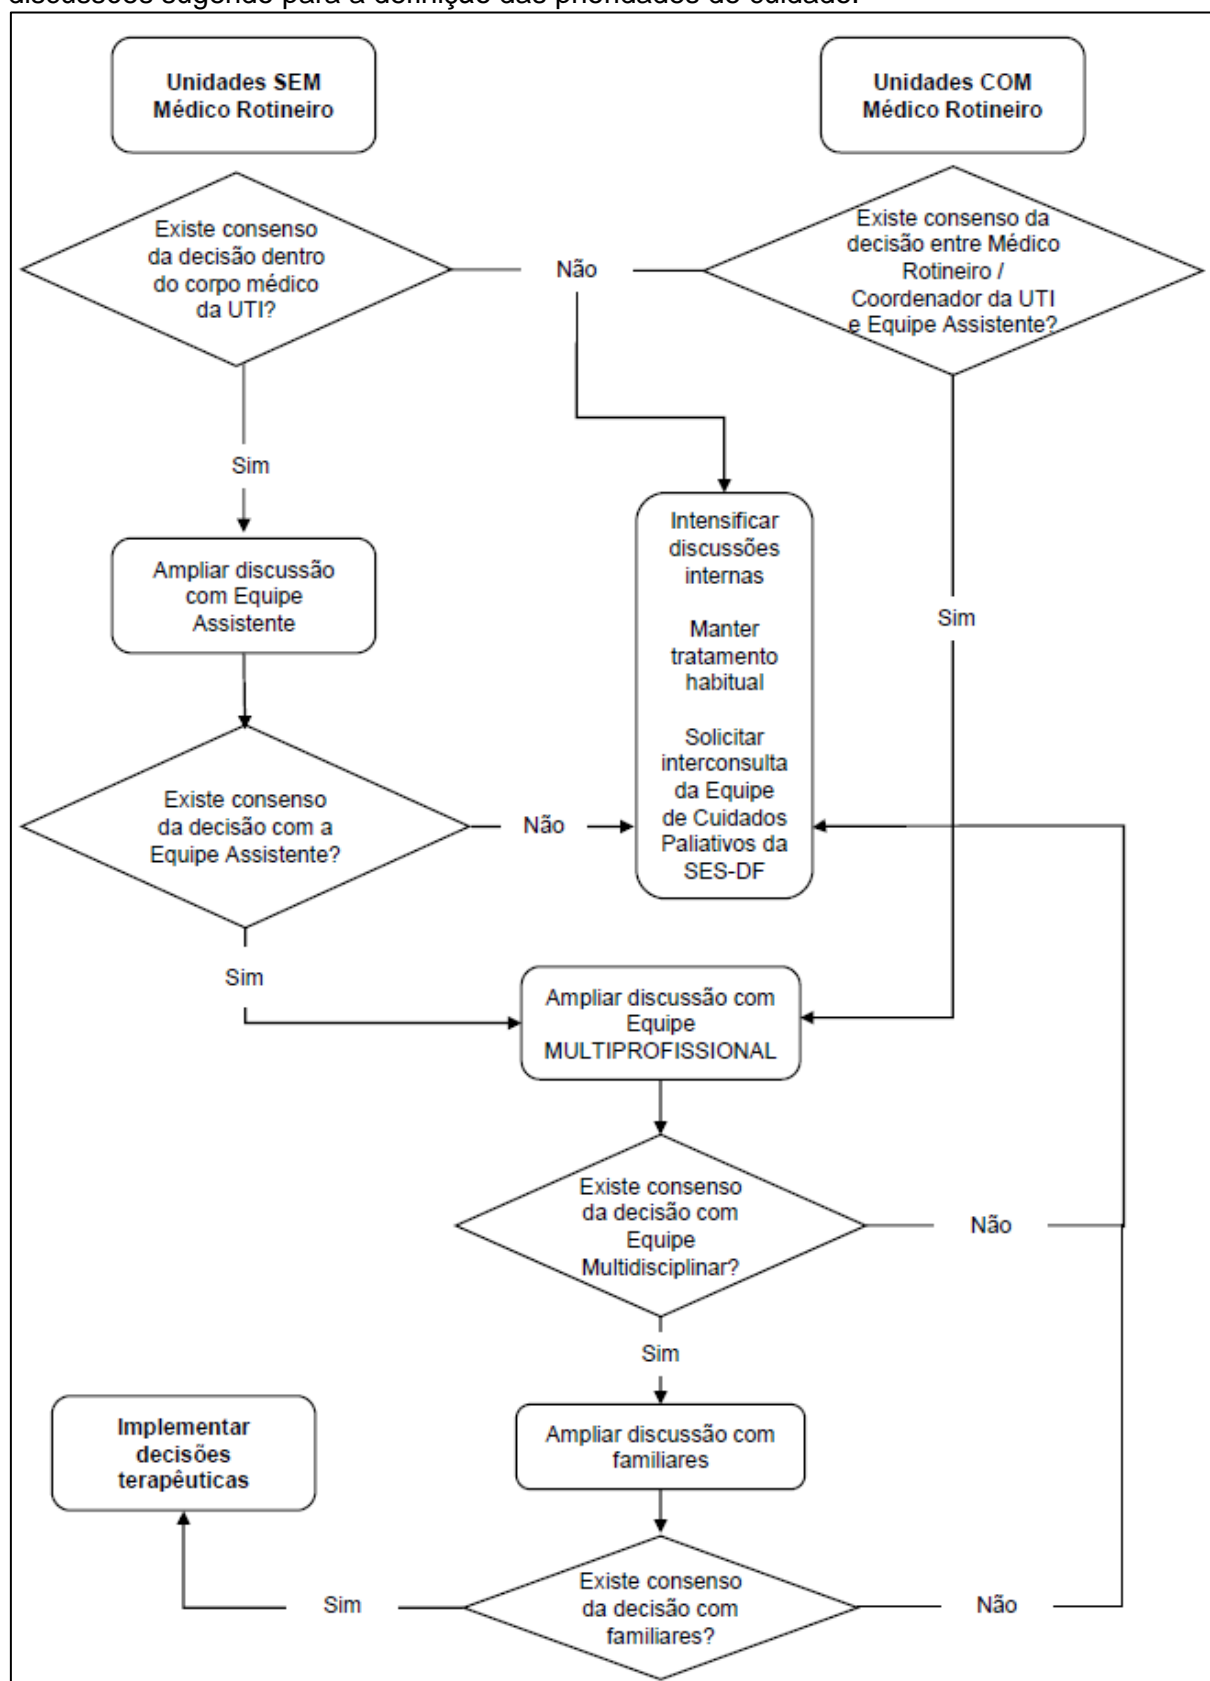 discussões sugendo para a definição das prioridades do cuidado.
Unidades SEM
Médico Rotineiro
Unidades COM
Médico Rotineiro
Existe consenso
da decisão dentro
do corpo médico
da UTI?
Não
Existe consenso da
decisão entre Médico
Rotineiro /
Coordenador da UTI
e Equipe Assistente?
Sim
Ampliar discussão
com Equipe
Assistente
Intensificar
discussões
internas
Manter
tratamento
habitual
Solicitar
interconsulta
da Equipe
de Cuidados
Paliativos da
SES-DF
Sim
Existe consenso
da decisão com a
Equipe Assistente?
Não
Sim
Ampliar discussão com
Equipe
MULTIPROFISSIONAL
Existe consenso
da decisão com
Equipe
Multidisciplinar?
Não
Sim
Ampliar discussão com
familiares
Implementar
decisões
terapêuticas
Existe consenso
da decisão com
familiares?
Sim
Não